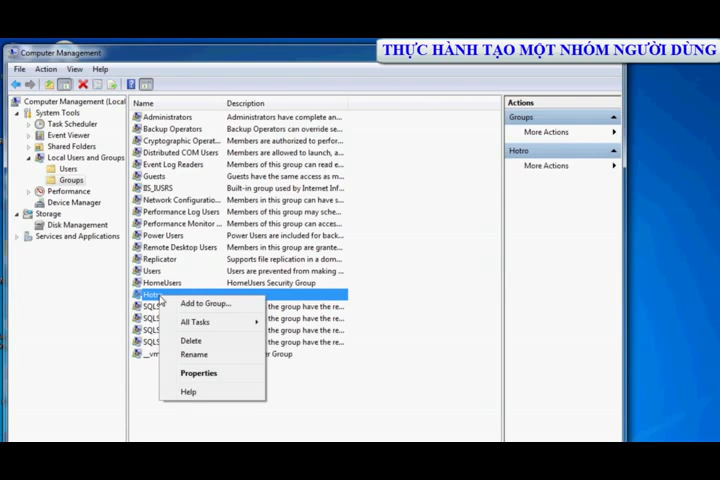 Computer Management
THỰC HÀNH TẠO MỘT NHÓM NGƯỜI DÙNG
File Action View Help
Computer Management (Local
System Tools
Task Scheduler
Event Viewer
Shared Folders
Local Users and Groups
Users
Groups
Performance
Device Manager
Storage
Disk Management
Services and Applications
Name Description
Administrators Administrators have complete an...
Backup Operators Backup Operators can override se...
Cryptographic Operat... Members are authorized to perfor...
Distributed COM Users Members are allowed to launch, a...
Event Log Readers Members of this group can read e...
Guests Guests have the same access as m...
IIS_IUSRS Built-in group used by Internet Inf...
Network Configuratio... Members in this group can have s...
Performance Log Users Members of this group may sche...
Performance Monitor ... Members of this group can acces...
Power Users Power Users are included for back...
Remote Desktop Users Members in this group are grante...
Replicator Supports file replication in a dom...
Users Users are prevented from making ...
HomeUsers HomeUsers Security Group
Hotro
SQLS the group have the re...
SQLS the group have the re...
SQLS the group have the re...
SQLS the group have the re...
__vm er Group
Add to Group...
All Tasks
Delete
Rename
Properties
Help
Actions
Groups
More Actions
Hotro
More Actions